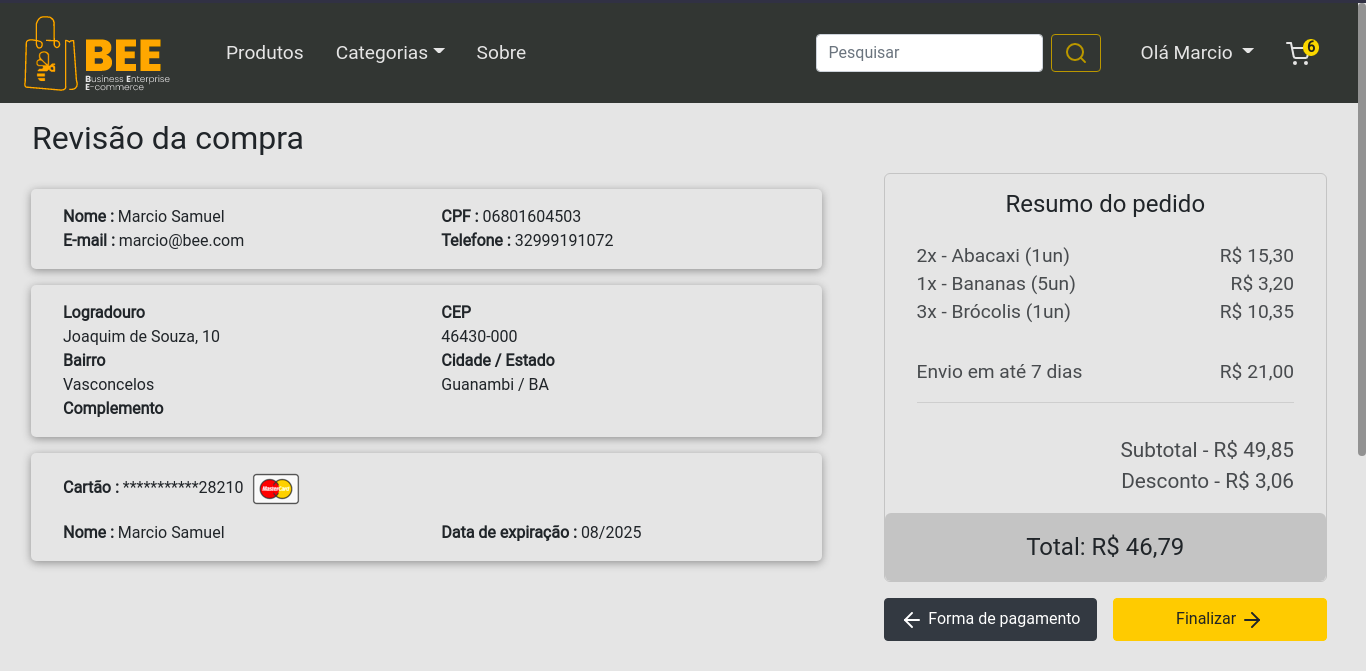 BEE
Business Enterprise
E-commerce
Produtos
Categorias
Sobre
Pesquisar
Olá Marcio
6
Revisão da compra
Nome : Marcio Samuel
CPF : 06801604503
E-mail : marcio@bee.com
Telefone : 32999191072
Logradouro
CEP
Joaquim de Souza, 10
46430-000
Bairro
Cidade / Estado
Vasconcelos
Guanambi / BA
Complemento
Cartão : ***********28210
MasterCard
Nome : Marcio Samuel
Data de expiração : 08/2025
Resumo do pedido
2x - Abacaxi (1un) R$ 15,30
1x - Bananas (5un) R$ 3,20
3x - Brócolis (1un) R$ 10,35
Envio em até 7 dias R$ 21,00
Subtotal - R$ 49,85
Desconto - R$ 3,06
Total: R$ 46,79
Forma de pagamento
Finalizar